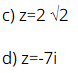 c) z=2 √2
d) z=-7i